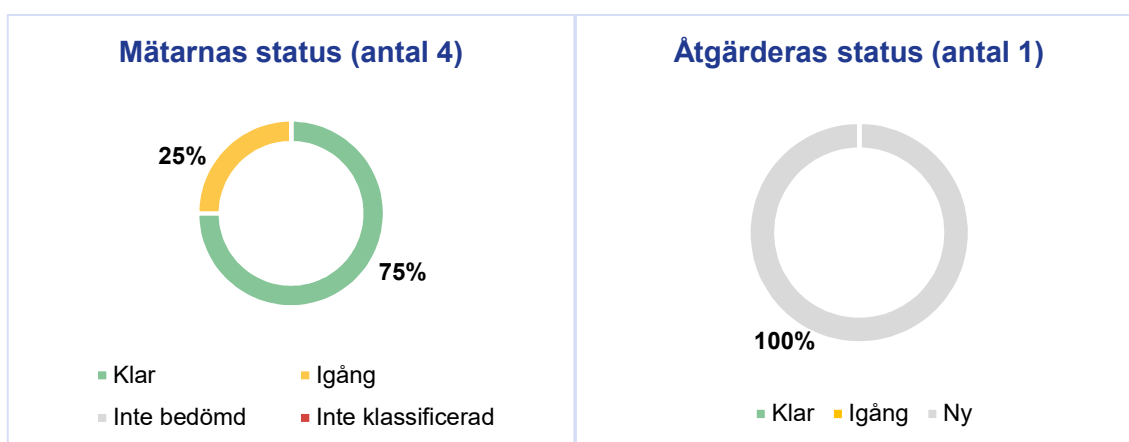 Mätarnas status (antal 4)
25%
75%
Klar
Igång
Inte bedömd
Inte klassificerad
Åtgärderas status (antal 1)
100%
Klar
Igång
Ny